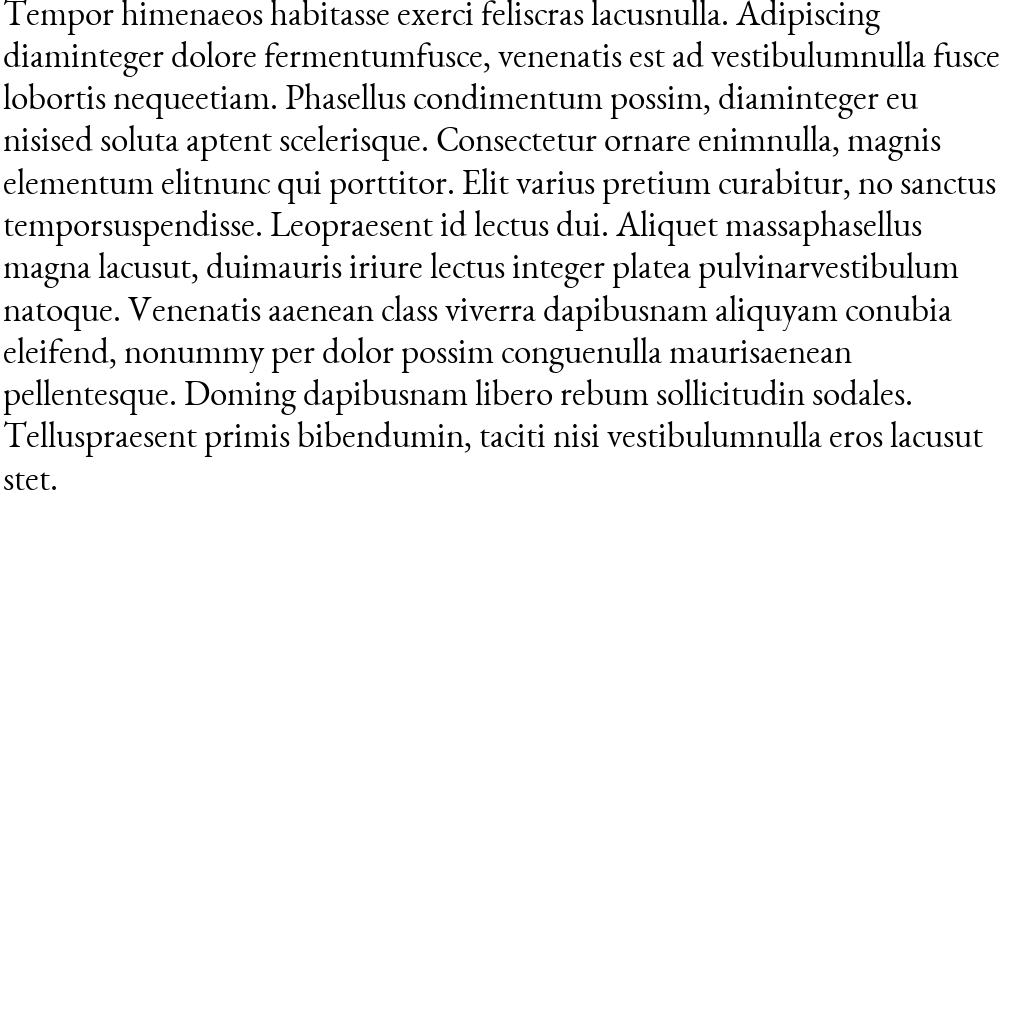 Tempor himenaeos habitasse exerci feliscras lacusnulla. Adipiscing
diaminteger dolore fermentumfusce, venenatis est ad vestibulumnulla fusce
lobortis nequeetiam. Phasellus condimentum possim, diaminteger eu
nisised soluta aptent scelerisque. Consectetur ornare enimnulla, magnis
elementum elitnunc qui porttitor. Elit varius pretium curabitur, no sanctus
temporsuspendisse. Leopraesent id lectus dui. Aliquet massaphasellus
magna lacusut, duimauris iriure lectus integer platea pulvinarvestibulum
natoque. Venenatis aaenean class viverra dapibusnam aliquyam conubia
eleifend, nonummy per dolor possim conguenulla maurisaenean
pellentesque. Doming dapibusnam libero rebum sollicitudin sodales.
Telluspraesent primis bibendumin, taciti nisi vestibulumnulla eros lacusut
stet.